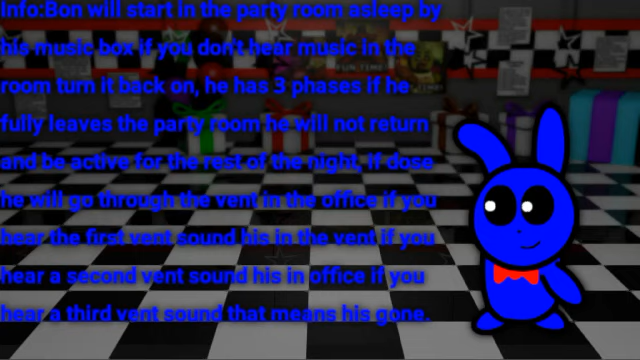 Info:Bon will start in the party room asleep by
his music box if you don't hear music in the
room turn it back on, he has 3 phases if he
fully leaves the party room he will not return
and be active for the rest of the night, if close
he will go through the vent in the office if you
hear the first vent sound his in the vent if you
hear a second vent sound his in office if you
hear a third vent sound that means his gone.